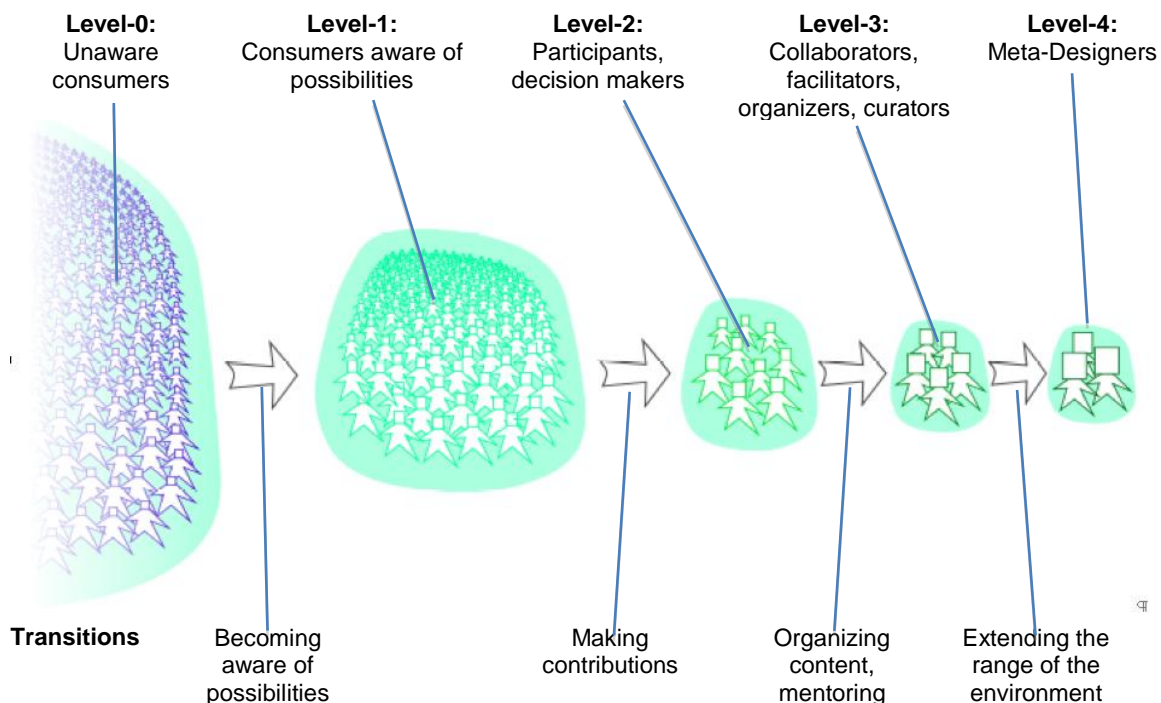 Level-0:
Unaware
consumers
Level-1:
Consumers aware of
possibilities
Level-2:
Participants,
decision makers
Level-3:
Collaborators,
facilitators,
organizers, curators
Level-4:
Meta-Designers
¶
Transitions
Becoming
aware of
possibilities
Making
contributions
Organizing
content,
mentoring
Extending the
range of the
environment